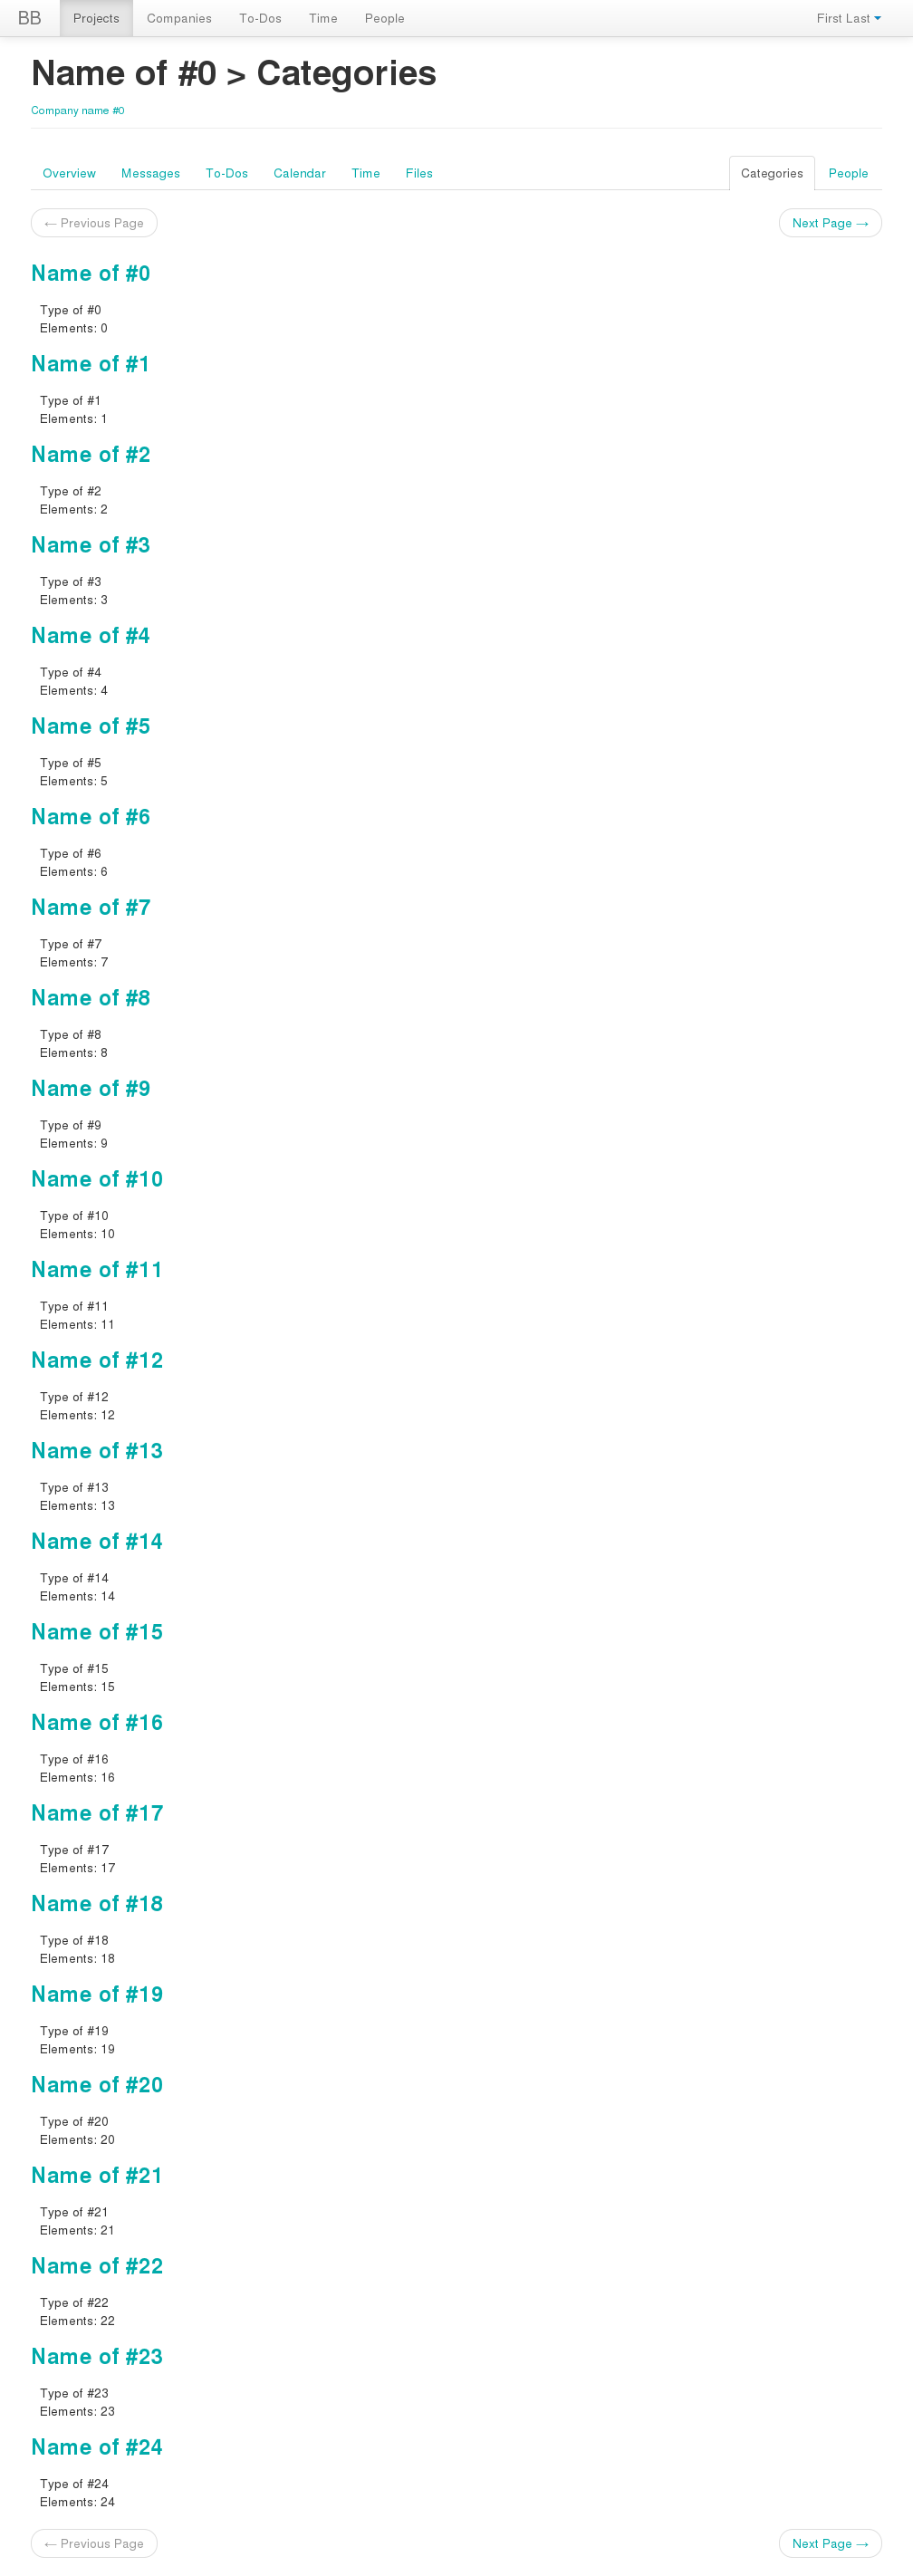 BB Projects Companies To-Dos Time People First Last
Name of #0 > Categories
Company name #0
Overview Messages To-Dos Calendar Time Files Categories People
← Previous Page Next Page →
Name of #0
Type of #0
Elements: 0
Name of #1
Type of #1
Elements: 1
Name of #2
Type of #2
Elements: 2
Name of #3
Type of #3
Elements: 3
Name of #4
Type of #4
Elements: 4
Name of #5
Type of #5
Elements: 5
Name of #6
Type of #6
Elements: 6
Name of #7
Type of #7
Elements: 7
Name of #8
Type of #8
Elements: 8
Name of #9
Type of #9
Elements: 9
Name of #10
Type of #10
Elements: 10
Name of #11
Type of #11
Elements: 11
Name of #12
Type of #12
Elements: 12
Name of #13
Type of #13
Elements: 13
Name of #14
Type of #14
Elements: 14
Name of #15
Type of #15
Elements: 15
Name of #16
Type of #16
Elements: 16
Name of #17
Type of #17
Elements: 17
Name of #18
Type of #18
Elements: 18
Name of #19
Type of #19
Elements: 19
Name of #20
Type of #20
Elements: 20
Name of #21
Type of #21
Elements: 21
Name of #22
Type of #22
Elements: 22
Name of #23
Type of #23
Elements: 23
Name of #24
Type of #24
Elements: 24
← Previous Page Next Page →